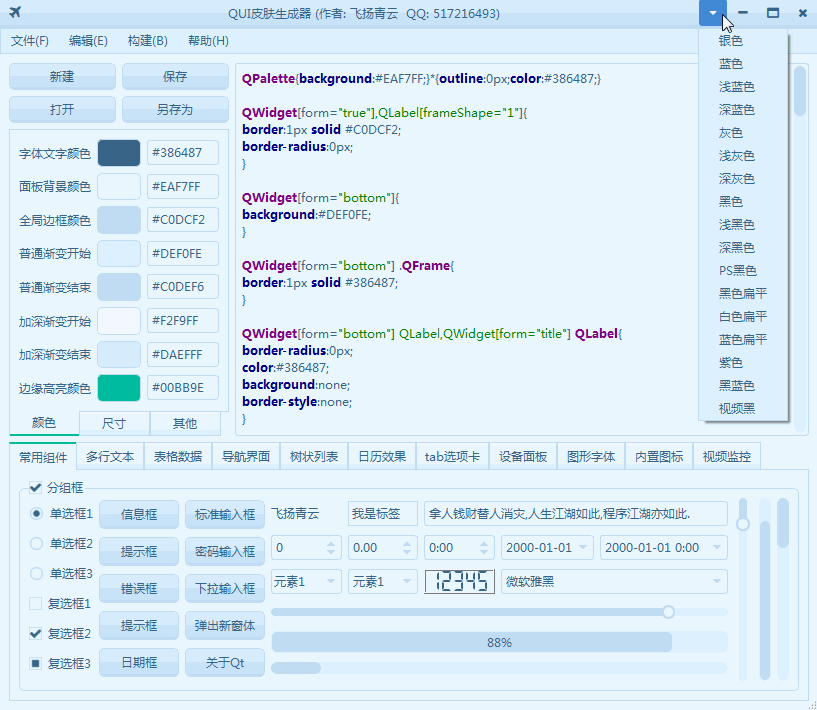 QUI皮肤生成器 (作者: 飞扬青云  QQ: 517216493)
文件(F) 编辑(E) 构建(B) 帮助(H)
新建 保存
打开 另存为
字体文字颜色 #386487
面板背景颜色 #EAF7FF
全局边框颜色 #C0DCF2
普通渐变开始 #DEF0FE
普通渐变结束 #C0DEF6
加深渐变开始 #F2F9FF
加深渐变结束 #DAEFFF
边缘高亮颜色 #00BB9E
颜色 尺寸 其他
QPalette{background:#EAF7FF;}*{outline:0px;color:#386487;}
QWidget[form="true"],QLabel[frameShape="1"]{
border:1px solid #C0DCF2;
border-radius:0px;
}
QWidget[form="bottom"]{
background:#DEF0FE;
}
QWidget[form="bottom"] .QFrame{
border:1px solid #386487;
}
QWidget[form="bottom"] QLabel,QWidget[form="title"] QLabel{
border-radius:0px;
color:#386487;
background:none;
border-style:none;
}
银色
蓝色
浅蓝色
深蓝色
灰色
浅灰色
深灰色
黑色
浅黑色
深黑色
PS黑色
黑色扁平
白色扁平
蓝色扁平
紫色
黑蓝色
视频黑
常用组件 多行文本 表格数据 导航界面 树状列表 日历效果 tab选项卡 设备面板 图形字体 内置图标 视频监控
分组框
单选框1 信息框 标准输入框 飞扬青云 我是标签 拿人钱财替人消灾,人生江湖如此,程序江湖亦如此.
单选框2 提示框 密码输入框 0 0.00 0:00 2000-01-01 2000-01-01 0:00
单选框3 错误框 下拉输入框 元素1 元素1 12345 微软雅黑
复选框1
复选框2 提示框 弹出新窗体 88%
复选框3 日期框 关于Qt